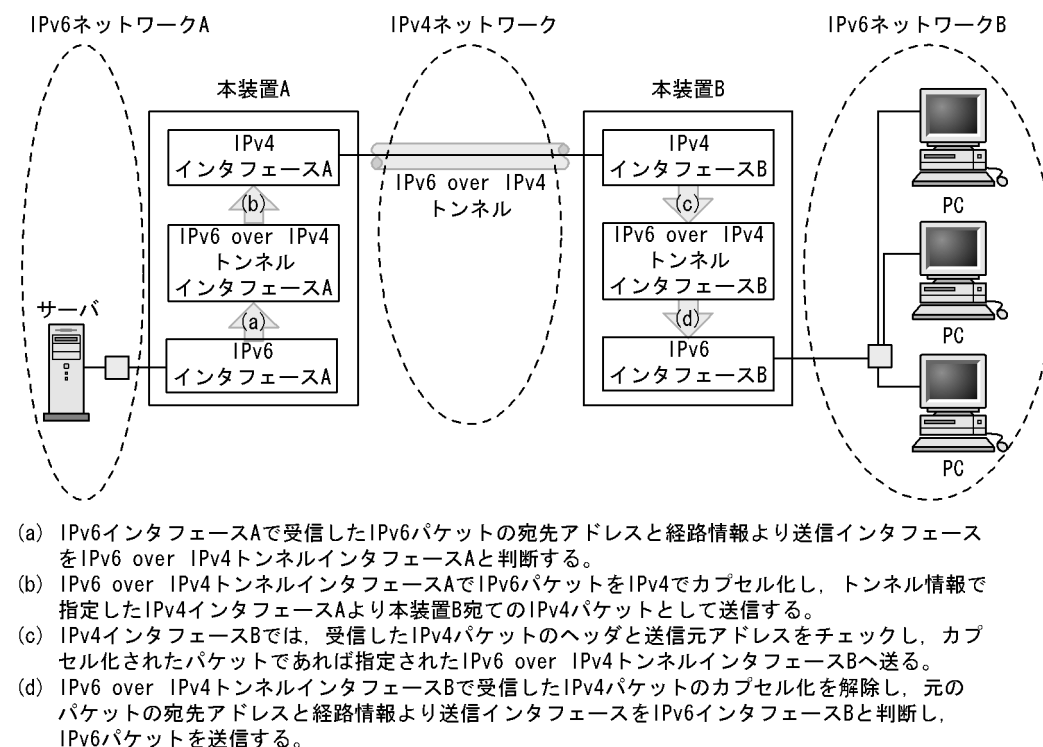 IPv6ネットワークA
IPv4ネットワーク
IPv6ネットワークB
本装置A
本装置B
IPv4
インタフェースA
IPv4
インタフェースB
IPv6 over IPv4
トンネル
(b)
(c)
IPv6 over IPv4
トンネル
インタフェースA
IPv6 over IPv4
トンネル
インタフェースB
サーバ
(a)
(d)
IPv6
インタフェースA
IPv6
インタフェースB
PC
PC
PC
(a) IPv6インタフェースAで受信したIPv6パケットの宛先アドレスと経路情報より送信インタフェース
をIPv6 over IPv4トンネルインタフェースAと判断する。
(b) IPv6 over IPv4トンネルインタフェースAでIPv6パケットをIPv4でカプセル化し，トンネル情報で
指定したIPv4インタフェースAより本装置B宛てのIPv4パケットとして送信する。
(c) IPv4インタフェースBでは，受信したIPv4パケットのヘッダと送信元アドレスをチェックし，カプ
セル化されたパケットであれば指定されたIPv6 over IPv4トンネルインタフェースBへ送る。
(d) IPv6 over IPv4トンネルインタフェースBで受信したIPv4パケットのカプセル化を解除し，元の
パケットの宛先アドレスと経路情報より送信インタフェースをIPv6インタフェースBと判断し，
IPv6パケットを送信する。